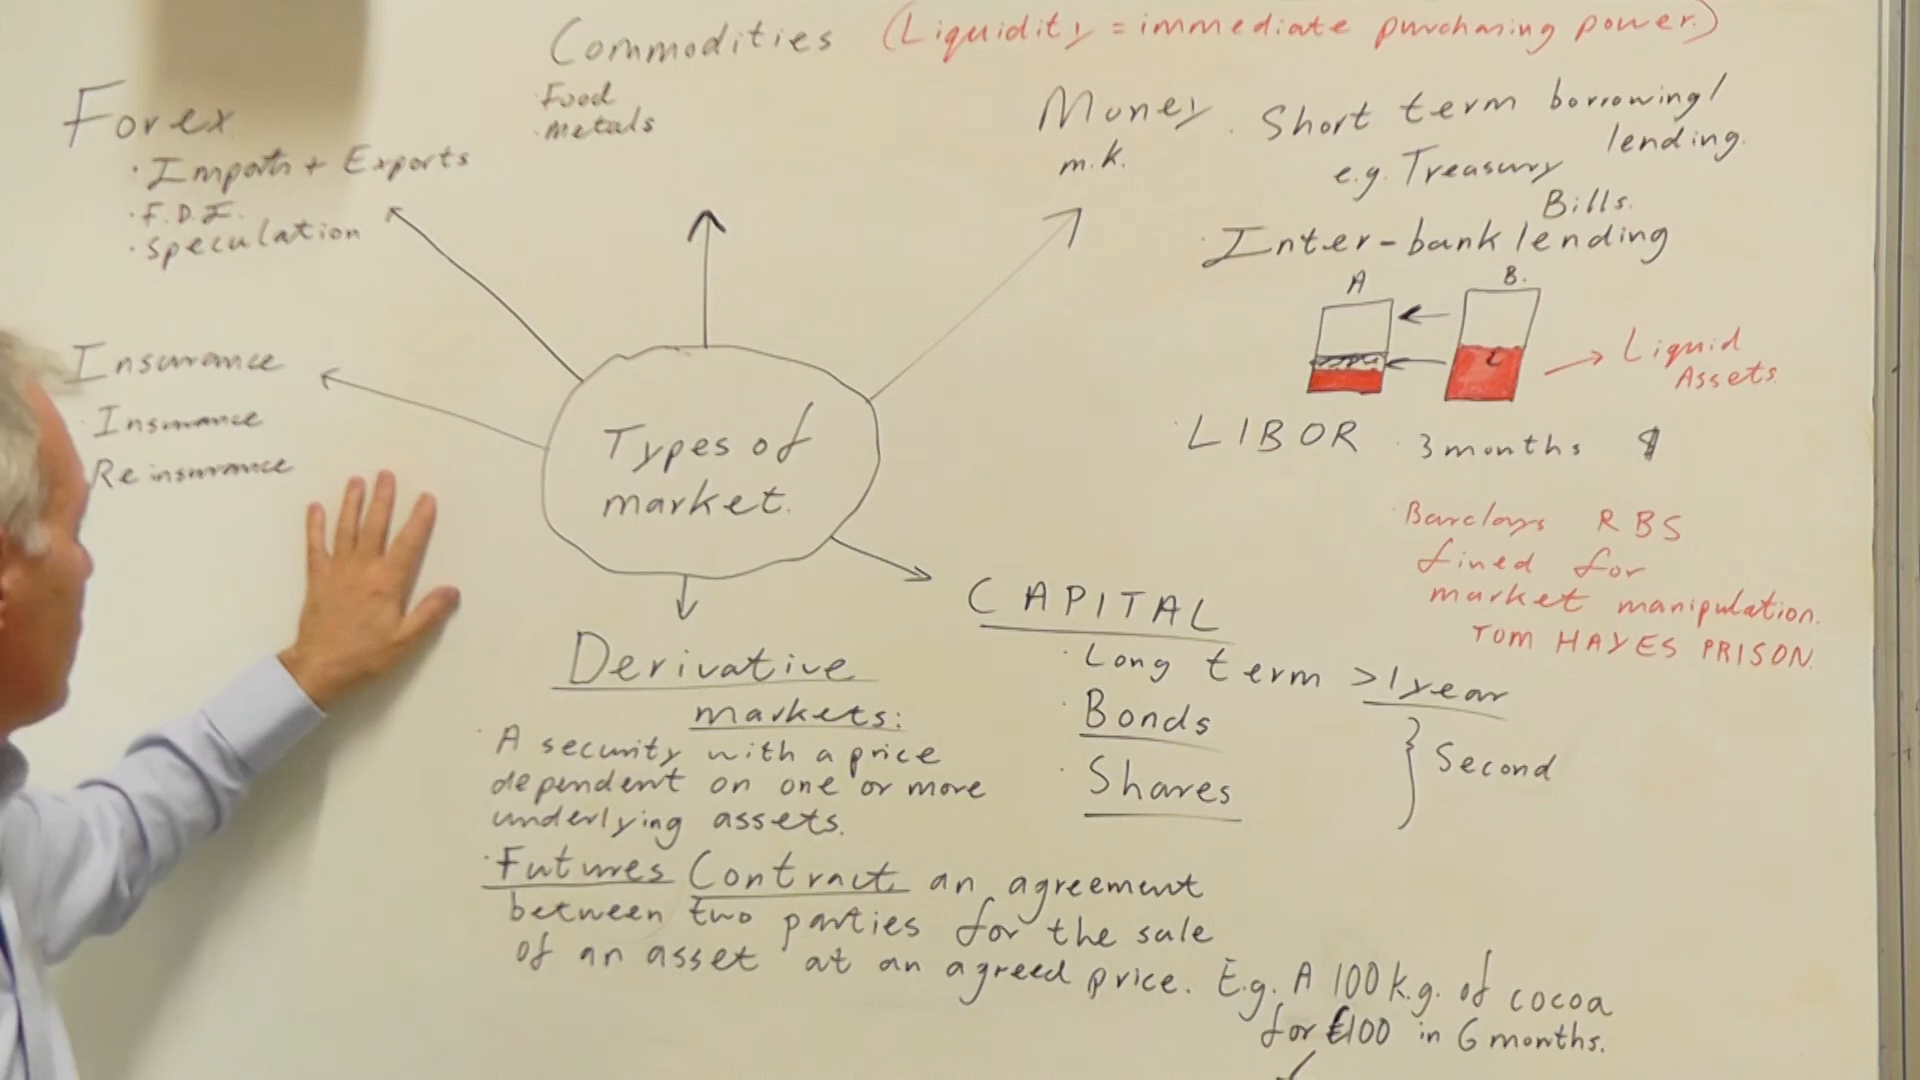 Commodities (Liquidity = immediate purchasing power.)
· Food
· Metals
Forex
· Imports + Exports
· F.D.I.
· Speculation
Money
m.k.
· Short term borrowing/
lending.
e.g. Treasury
Bills.
· Inter-bank lending
A
B.
L
Liquid
Assets.
· LIBOR · 3 months
· Barclays RBS
fined for
market manipulation.
TOM HAYES PRISON.
Insurance
· Insurance
Reinsurance
Types of
market.
CAPITAL
· Long term >1 year
· Bonds
· Shares
} Second
Derivative
markets:
· A security with a price
dependent on one or more
underlying assets.
· Futures Contract. an agreement
between two parties for the sale
of an asset at an agreed price. E.g. A 100 k.g. of cocoa
for £100 in 6 months.